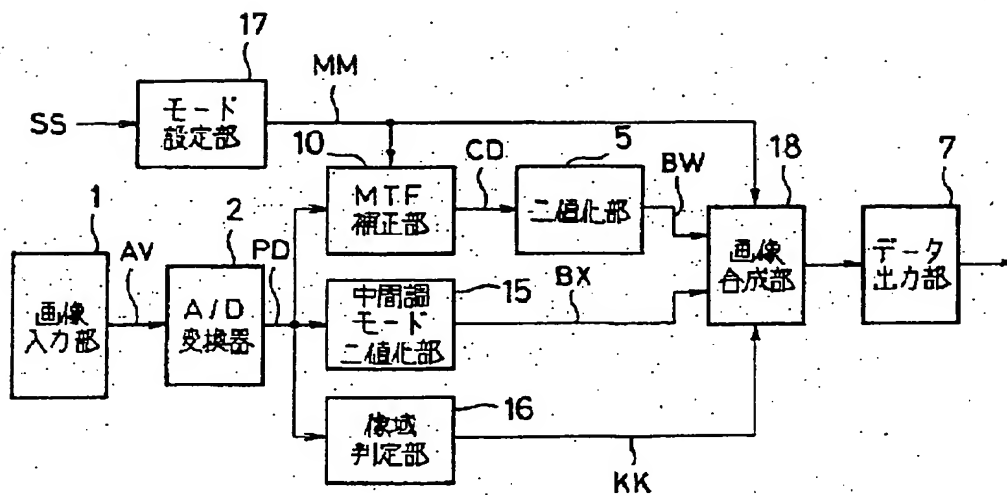 17
MM
SS
モード
設定部
10
CD
5
BW
18
7
MTF
補正部
二値化部
1
AV
2
PD
画像
入力部
A/D
変換器
中間調
モード
二値化部
15
BX
画像
合成部
データ
出力部
像域
判定部
16
KK